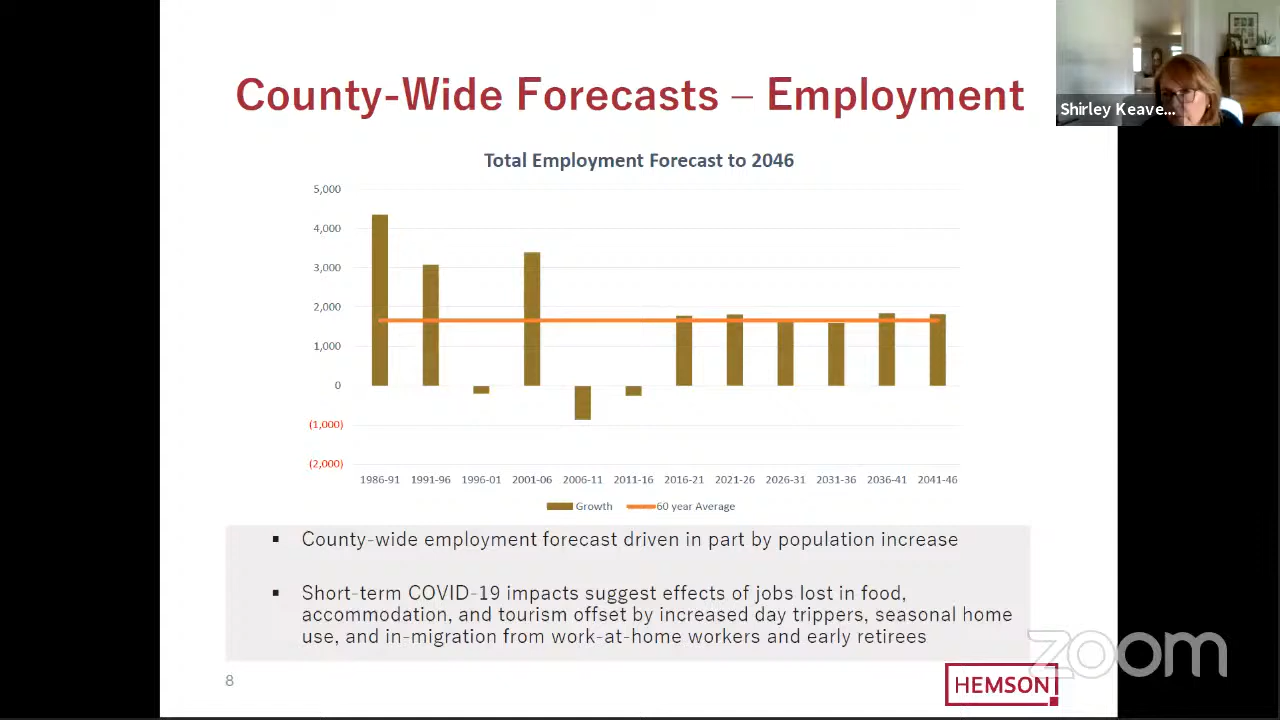 County-Wide Forecasts – Employment
Shirley Keave...
Total Employment Forecast to 2046
5,000
4,000
3,000
2,000
1,000
0
(1,000)
(2,000)
1986-91 1991-96 1996-01 2001-06 2006-11 2011-16 2016-21 2021-26 2026-31 2031-36 2036-41 2041-46
Growth 60 year Average
▪ County-wide employment forecast driven in part by population increase
▪ Short-term COVID-19 impacts suggest effects of jobs lost in food,
accommodation, and tourism offset by increased day trippers, seasonal home
use, and in-migration from work-at-home workers and early retirees
zoom
8
HEMSON